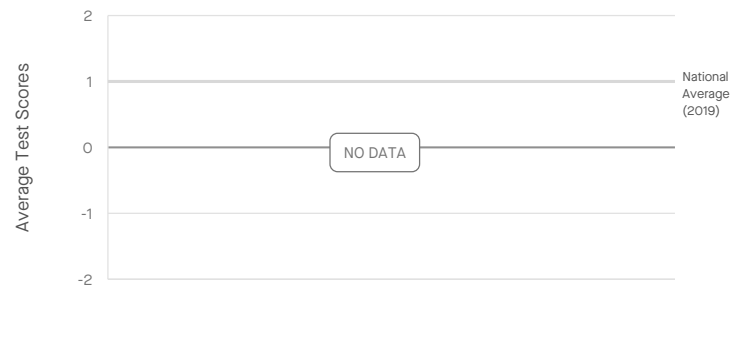 Average Test Scores
2
1
0
-1
-2
NO DATA
National
Average
(2019)